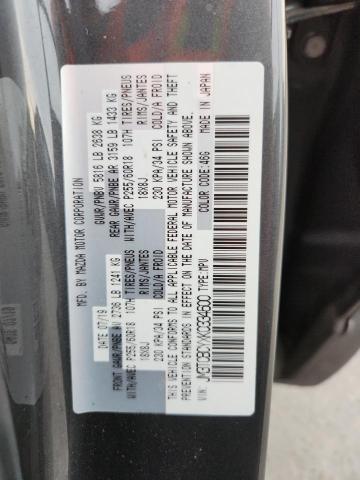 MFD. BY MAZDA MOTOR CORPORATION
DATE 07/19 GVWR/PNBV 5816 LB 2638 KG
FRONT GAWR/PNBE AV 2736 LB 1241 KG REAR GAWR/PNBE AR 3159 LB 1433 KG
WITH/AVEC P255/60R18 107H TIRES/PNEUS WITH/AVEC P255/60R18 107H TIRES/PNEUS
18X8J RIMS/JANTES 18X8J RIMS/JANTES
230 KPA/34 PSI COLD/A FROID 230 KPA/34 PSI COLD/A FROID
THIS VEHICLE CONFORMS TO ALL APPLICABLE FEDERAL MOTOR VEHICLE SAFETY AND THEFT
PREVENTION STANDARDS IN EFFECT ON THE DATE OF MANUFACTURE SHOWN ABOVE.
TYPE: MPV COLOR CODE: 46G MADE IN JAPAN
VIN: